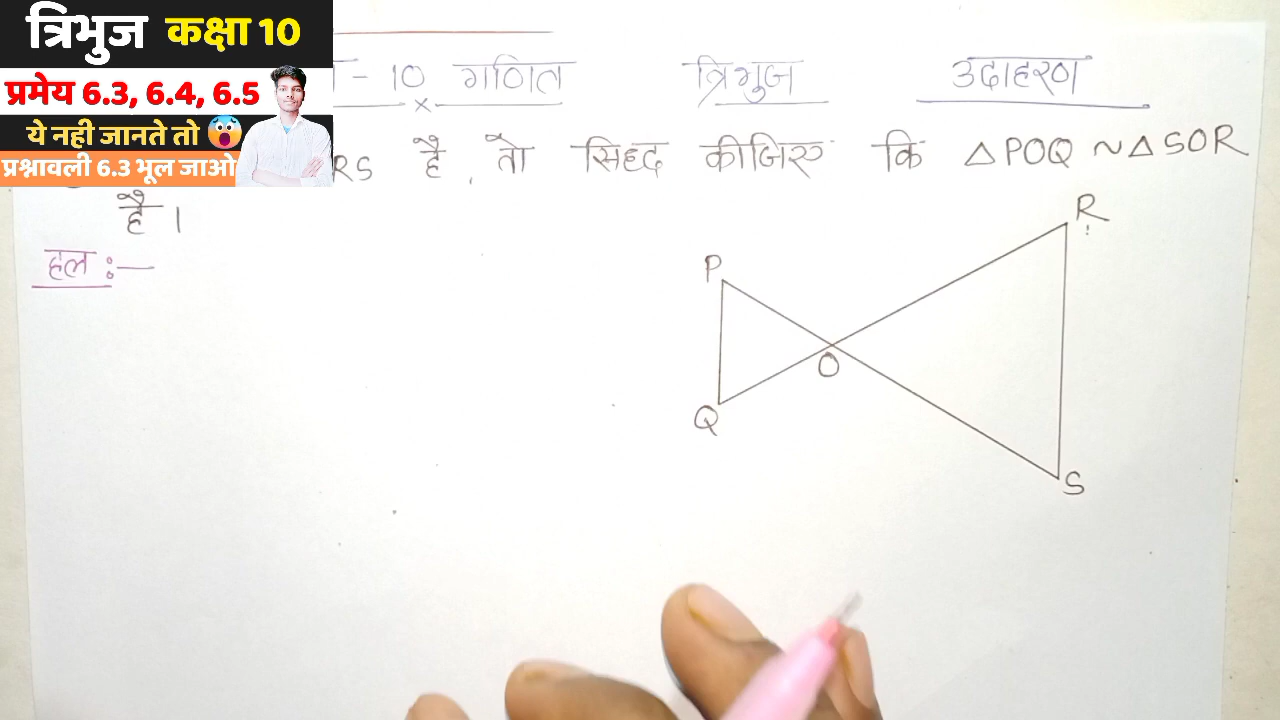 त्रिभुज कक्षा 10
प्रमेय 6.3, 6.4, 6.5
ये नही जानते तो
प्रश्नावली 6.3 भूल जाओ
- 10 गणित त्रिभुज उदाहरण
RS है, तो सिध्द कीजिए कि △POQ ~ △SOR
है।
हल :—
P
R
O
Q
S